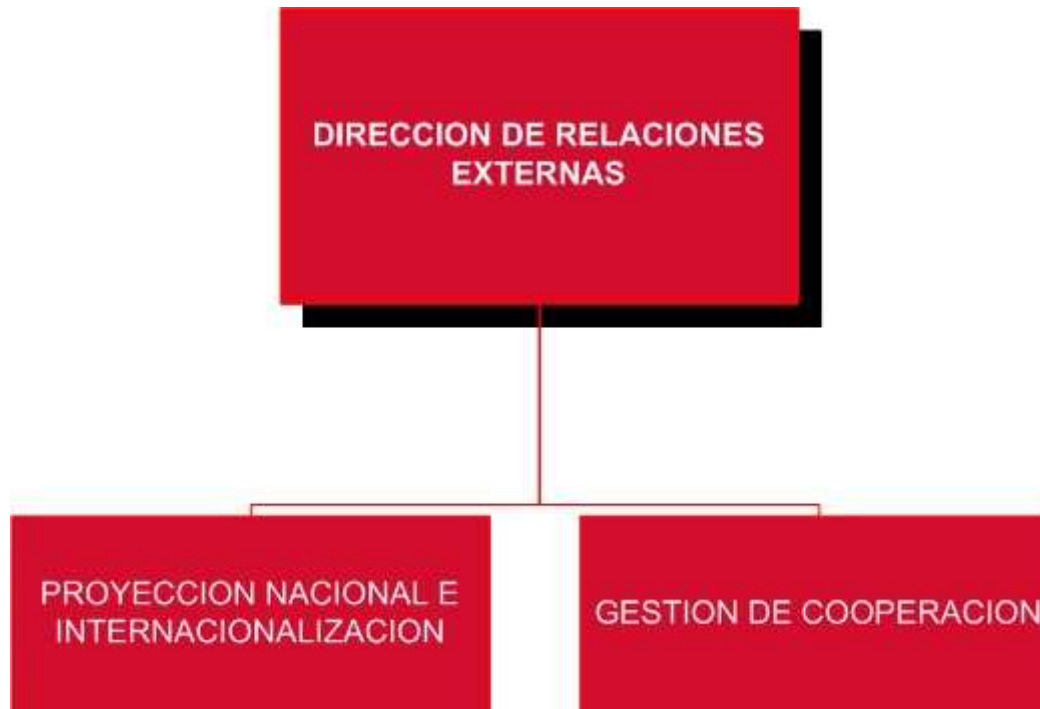 DIRECCION DE RELACIONES
EXTERNAS
PROYECCION NACIONAL E
INTERNACIONALIZACION
GESTION DE COOPERACION